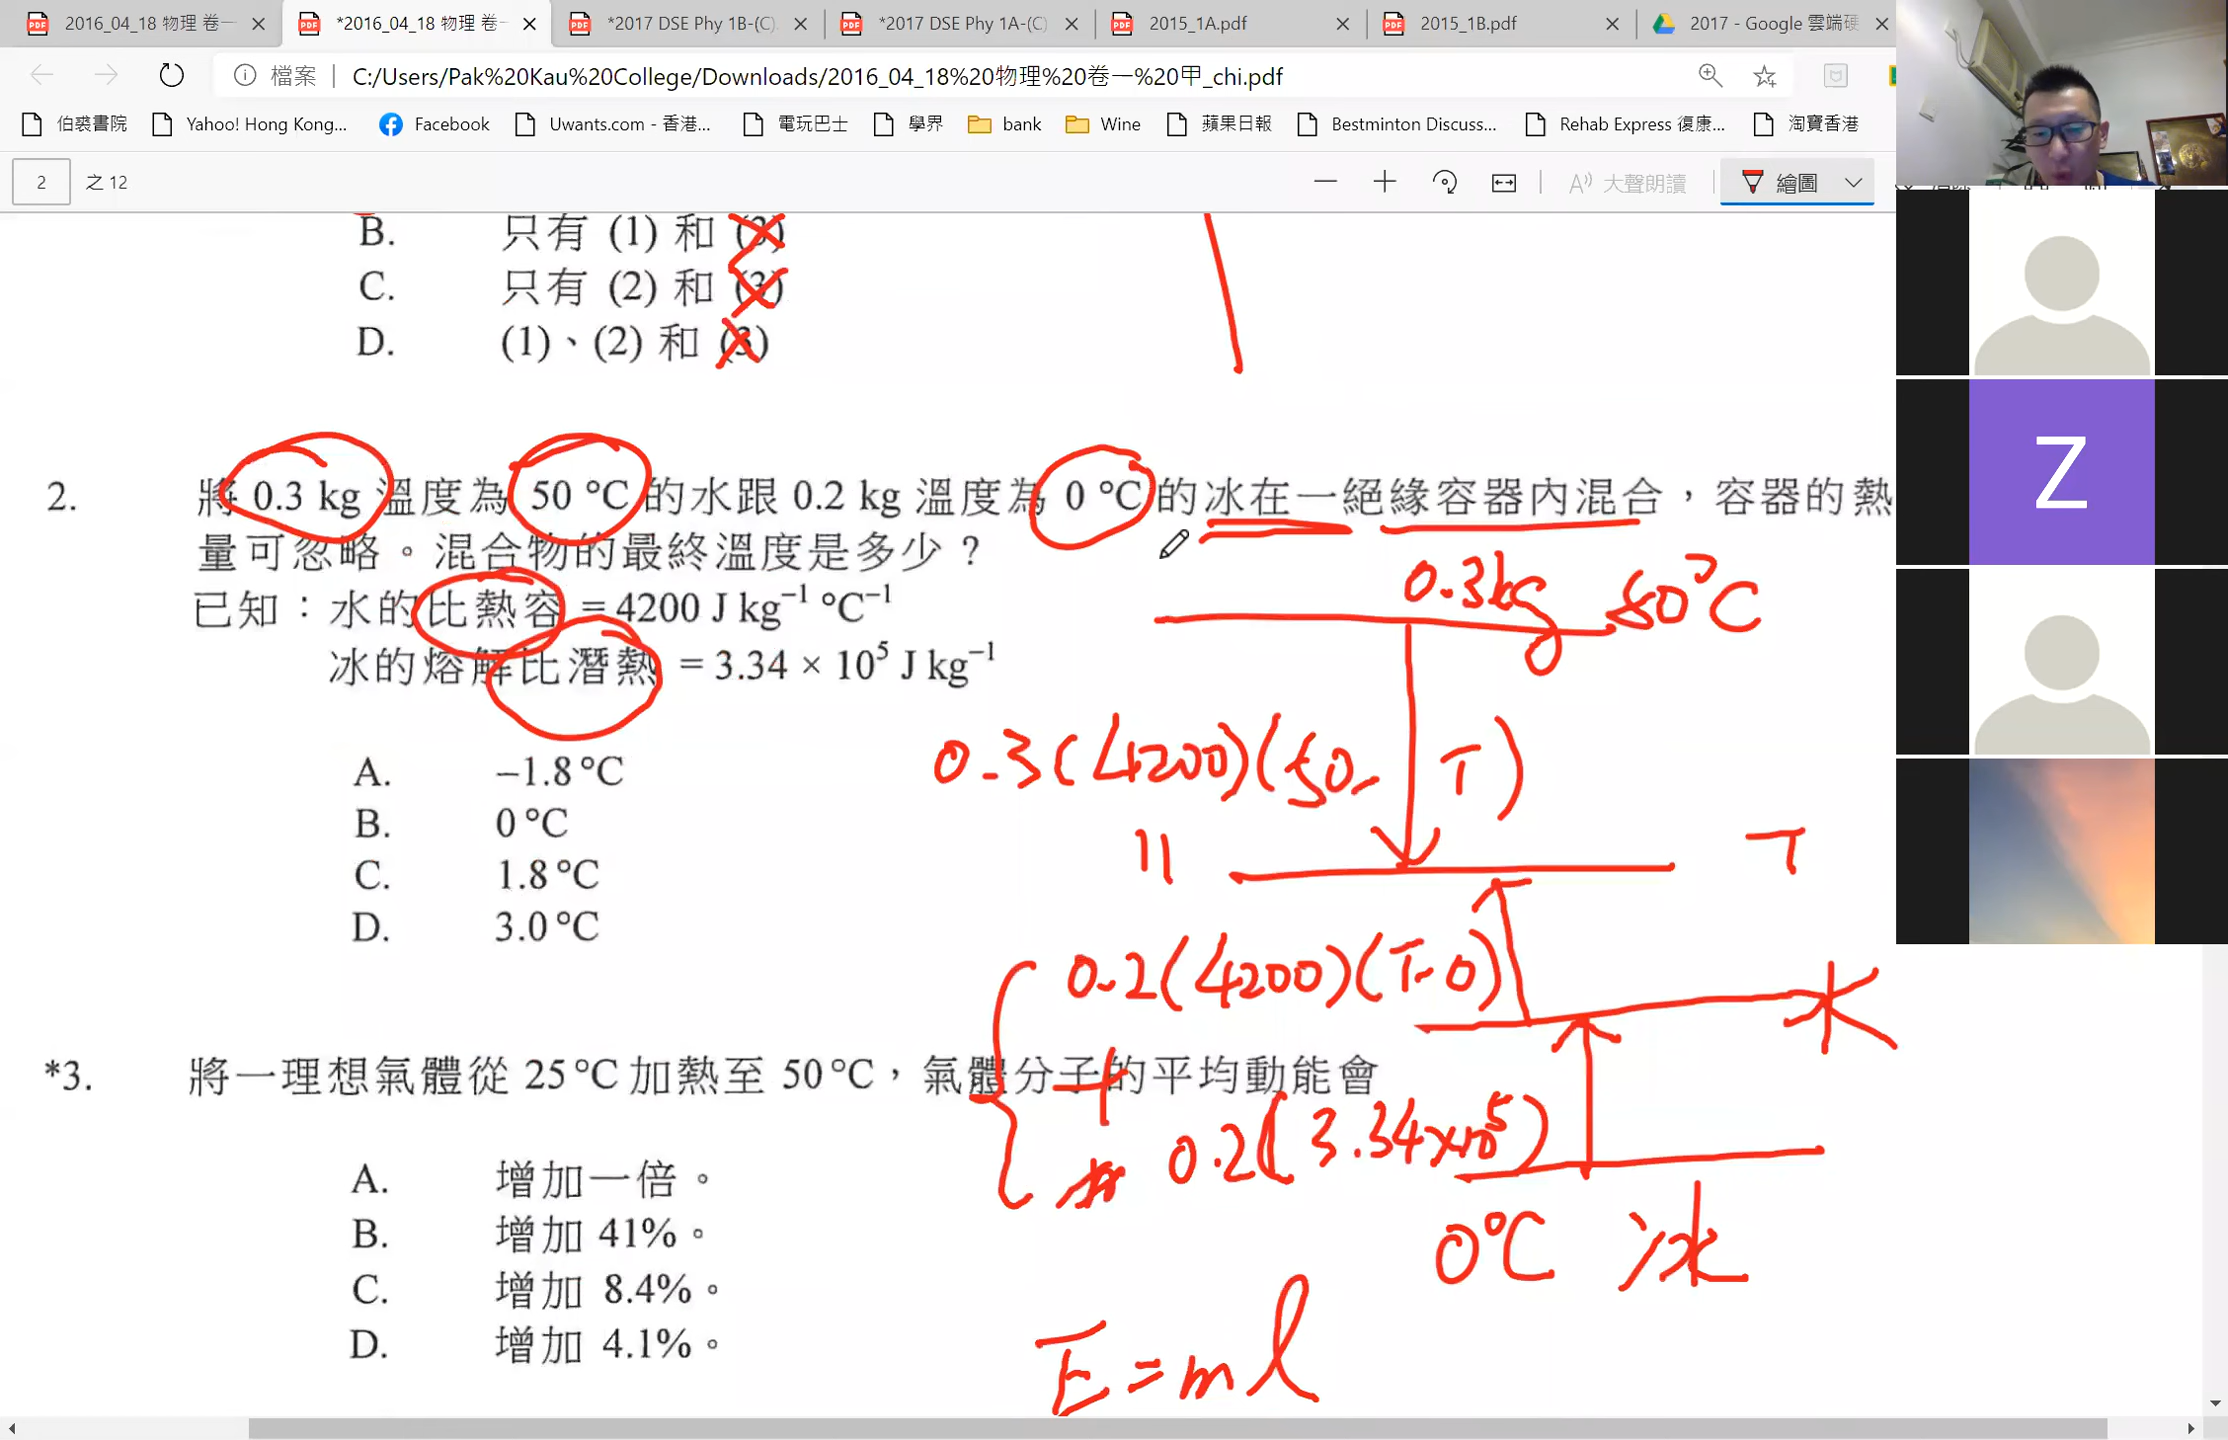 2016_04_18 物理 卷一
*2016_04_18 物理 卷一
*2017 DSE Phy 1B-(C)
*2017 DSE Phy 1A-(C)
2015_1A.pdf
2015_1B.pdf
2017 - Google 雲端硬
檔案
C:/Users/Pak%20Kau%20College/Downloads/2016_04_18%20物理%20卷一%20甲_chi.pdf
伯裘書院
Yahoo! Hong Kong...
Facebook
Uwants.com - 香港...
電玩巴士
學界
bank
Wine
蘋果日報
Bestminton Discuss...
Rehab Express 復康...
淘寶香港
2 之 12
大聲朗讀
繪圖
B. 只有 (1) 和 (3)
C. 只有 (2) 和 (3)
D. (1)、(2) 和 (3)
2. 將 0.3 kg 溫度為 50 °C 的水跟 0.2 kg 溫度為 0 °C 的冰在一絕緣容器內混合，容器的熱
量可忽略。混合物的最終溫度是多少？
已知：水的比熱容 = 4200 J kg⁻¹ °C⁻¹
冰的熔解比潛熱 = 3.34 × 10⁵ J kg⁻¹
A. −1.8 °C
B. 0 °C
C. 1.8 °C
D. 3.0 °C
0.3kg 50°C
0.3(4200)(50-T)
=
T
0.2(4200)(T-0)
水
+
0.2(3.34×10⁵)
0°C 冰
E=ml
*3. 將一理想氣體從 25 °C 加熱至 50 °C，氣體分子的平均動能會
A. 增加一倍。
B. 增加 41%。
C. 增加 8.4%。
D. 增加 4.1%。
Z